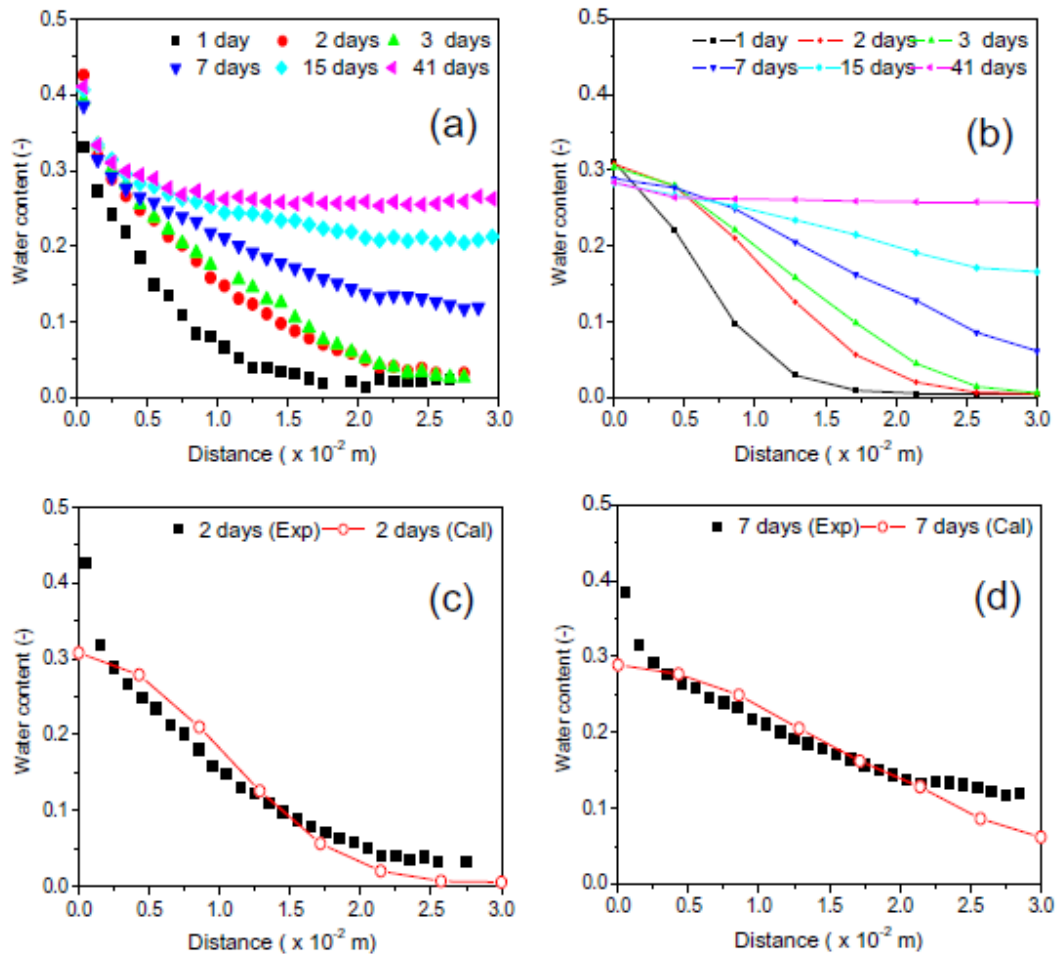 0.5
0.4
0.3
0.2
0.1
0.0
Water content (-)
1 day 2 days 3 days
7 days 15 days 41 days
(a)
0.0 0.5 1.0 1.5 2.0 2.5 3.0
Distance ( x 10⁻² m)
0.5
0.4
0.3
0.2
0.1
0.0
Water content (-)
1 day 2 days 3 days
7 days 15 days 41 days
(b)
0.0 0.5 1.0 1.5 2.0 2.5 3.0
Distance ( x 10⁻² m)
0.5
0.4
0.3
0.2
0.1
0.0
Water content (-)
2 days (Exp) 2 days (Cal)
(c)
0.0 0.5 1.0 1.5 2.0 2.5 3.0
Distance ( x 10⁻² m)
0.5
0.4
0.3
0.2
0.1
0.0
Water content (-)
7 days (Exp) 7 days (Cal)
(d)
0.0 0.5 1.0 1.5 2.0 2.5 3.0
Distance ( x 10⁻² m)